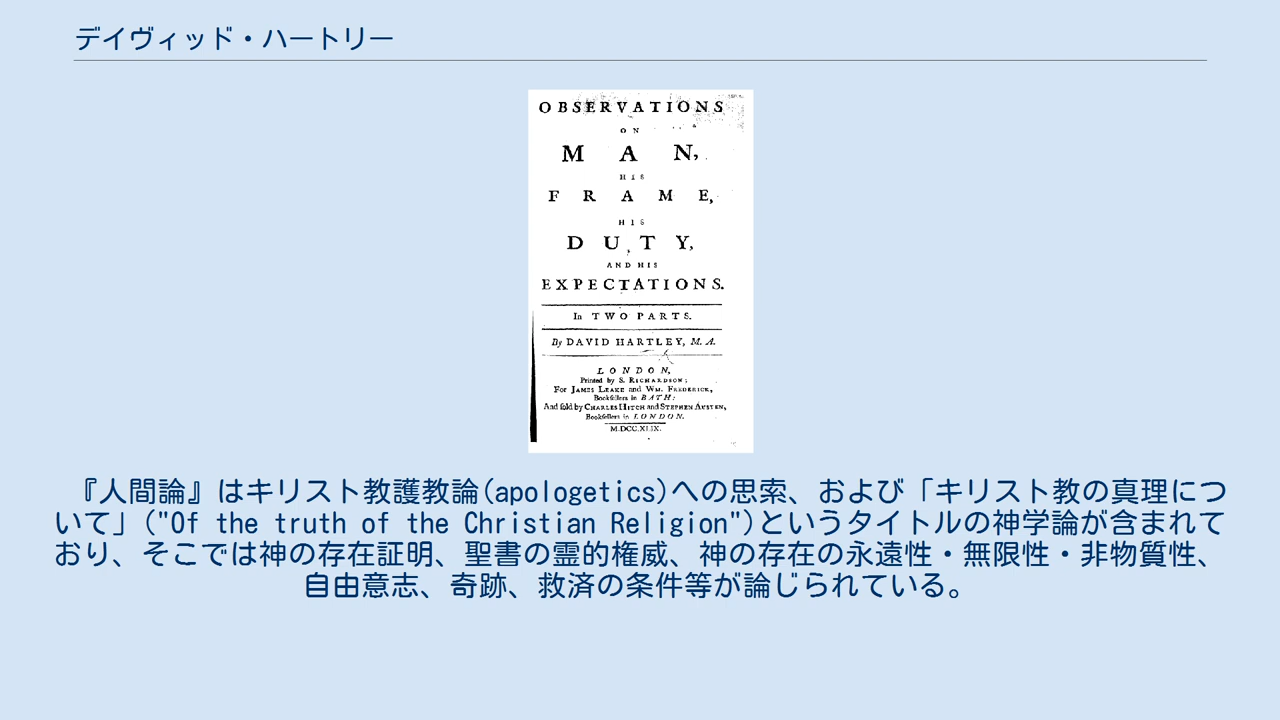 デイヴィッド・ハートリー
OBSERVATIONS
ON
MAN,
HIS
FRAME,
HIS
DUTY,
AND HIS
EXPECTATIONS.
In TWO PARTS.
By DAVID HARTLEY, M. A.
LONDON,
Printed by S. RICHARDSON;
For JAMES LEAKE and WM. FREDERICK,
Booksellers in BATH:
And sold by CHARLES HITCH and STEPHEN AUSTEN,
Booksellers in LONDON.
M.DCC.XLIX.
『人間論』はキリスト教護教論(apologetics)への思索、および「キリスト教の真理につ
いて」("Of the truth of the Christian Religion")というタイトルの神学論が含まれて
おり、そこでは神の存在証明、聖書の霊的権威、神の存在の永遠性・無限性・非物質性、
自由意志、奇跡、救済の条件等が論じられている。